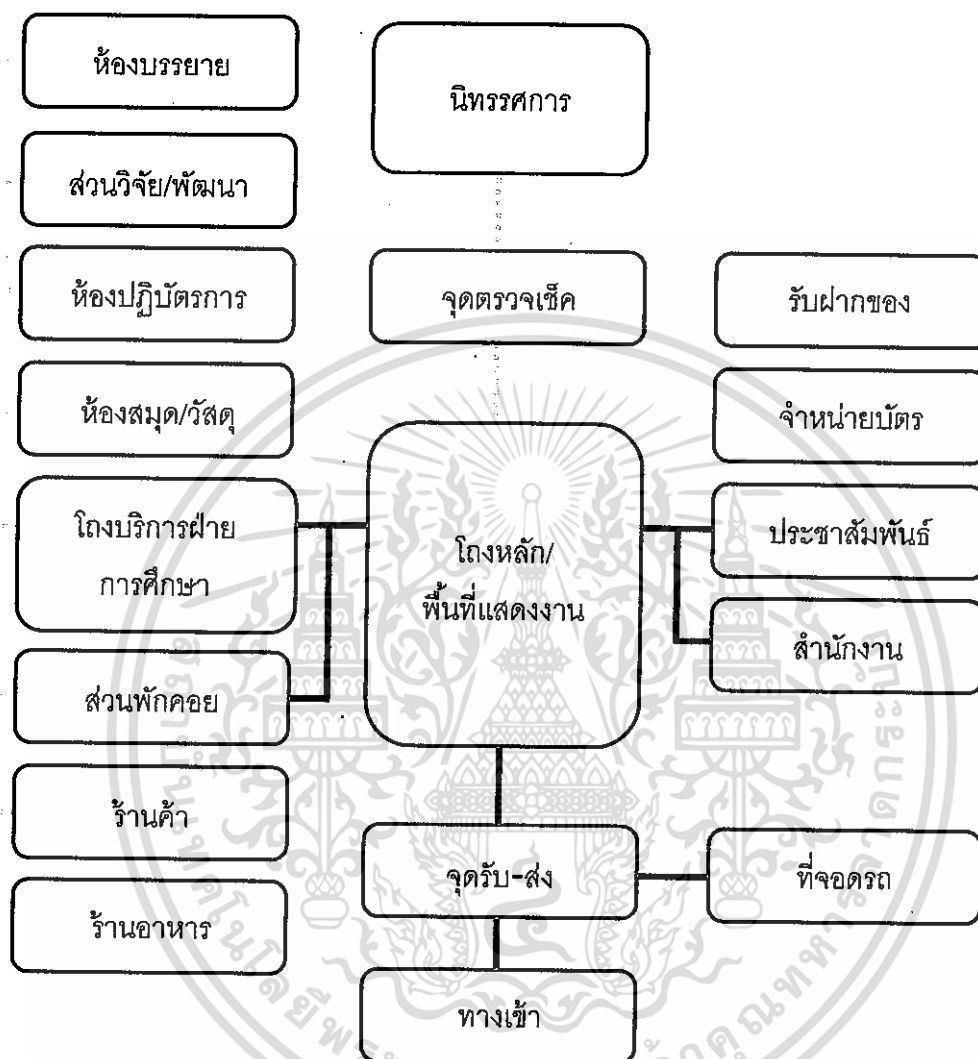 ห้องบรรยาย
นิทรรศการ
ส่วนวิจัย/พัฒนา
ห้องปฏิบัตรการ
จุดตรวจเช็ค
รับฝากของ
ห้องสมุด/วัสดุ
จำหน่ายบัตร
โถงบริการฝ่าย
การศึกษา
โถงหลัก/
พื้นที่แสดงงาน
ประชาสัมพันธ์
สำนักงาน
ส่วนพักคอย
ร้านค้า
จุดรับ-ส่ง
ที่จอดรถ
ร้านอาหาร
ทางเข้า